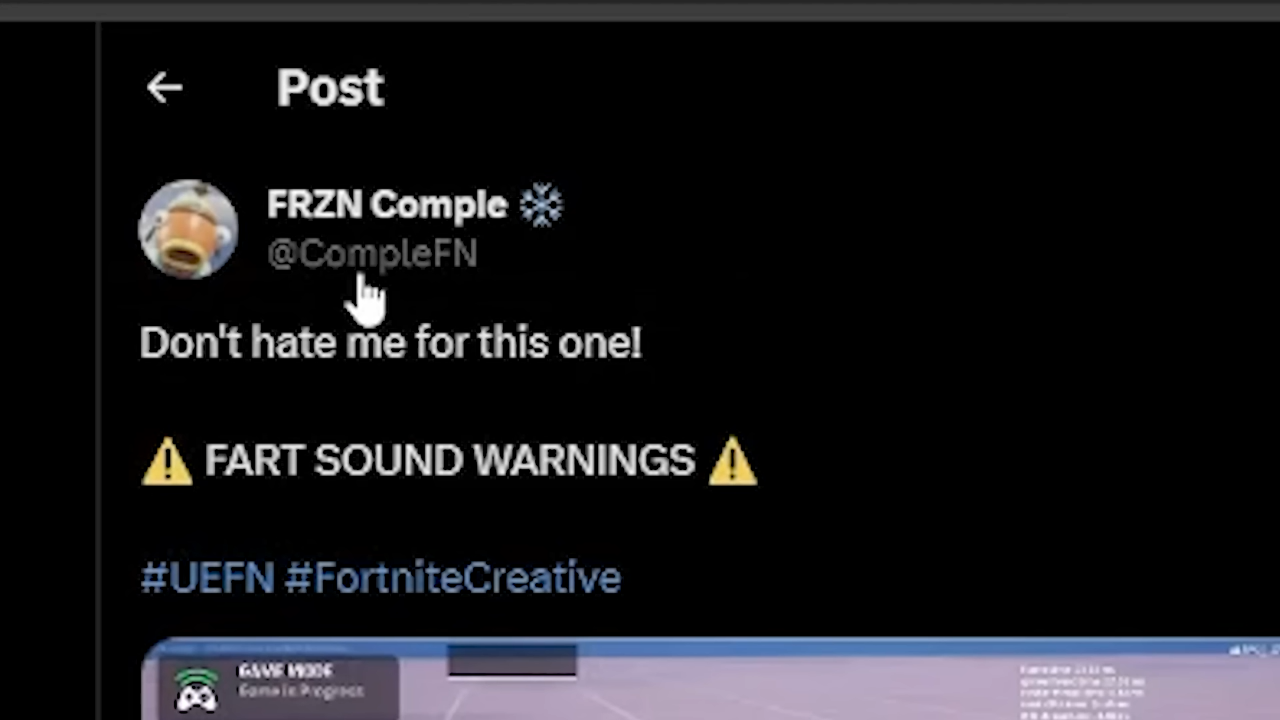 Post
FRZN Comple ❄
@CompleFN
Don't hate me for this one!
⚠ FART SOUND WARNINGS ⚠
#UEFN #FortniteCreative
GAME MODE
Game in Progress